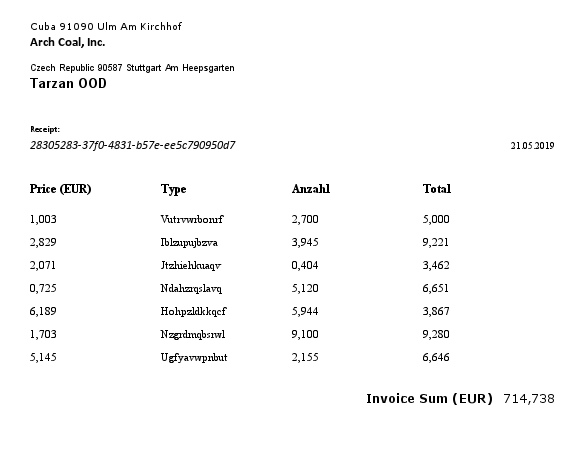 Cuba 91090 Ulm Am Kirchhof
Arch Coal, Inc.
Czech Republic 90587 Stuttgart Am Heepsgarten
Tarzan OOD
Receipt:
28305283-37f0-4831-b57e-ee5c790950d7 21.05.2019
Price (EUR) Type Anzahl Total
1,003 Vutrvwrbonrf 2,700 5,000
2,829 Iblzupujbzva 3,945 9,221
2,071 Jtzhiehkuaqv 0,404 3,462
0,725 Ndahzrqslavq 5,120 6,651
6,189 Hohpzldkkqcf 5,944 3,867
1,703 Nzgrdmqbsrwl 9,100 9,280
5,145 Ugfyavwpnbut 2,155 6,646
Invoice Sum (EUR) 714,738